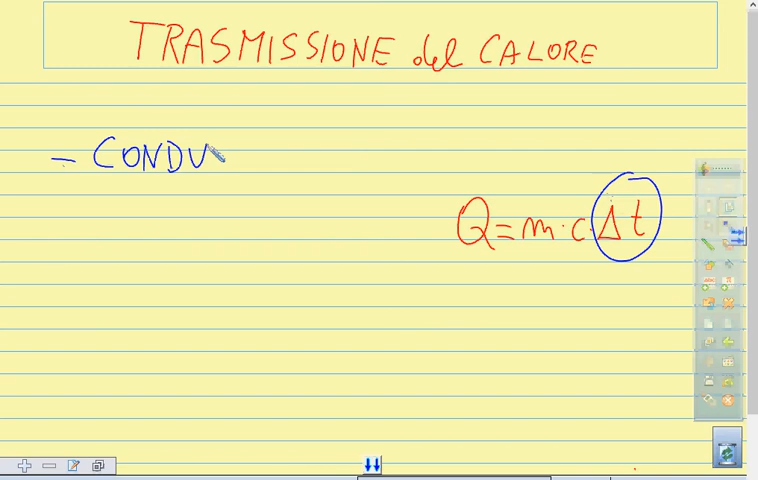 TRASMISSIONE del CALORE
- CONDU
Q = m · c · Δt